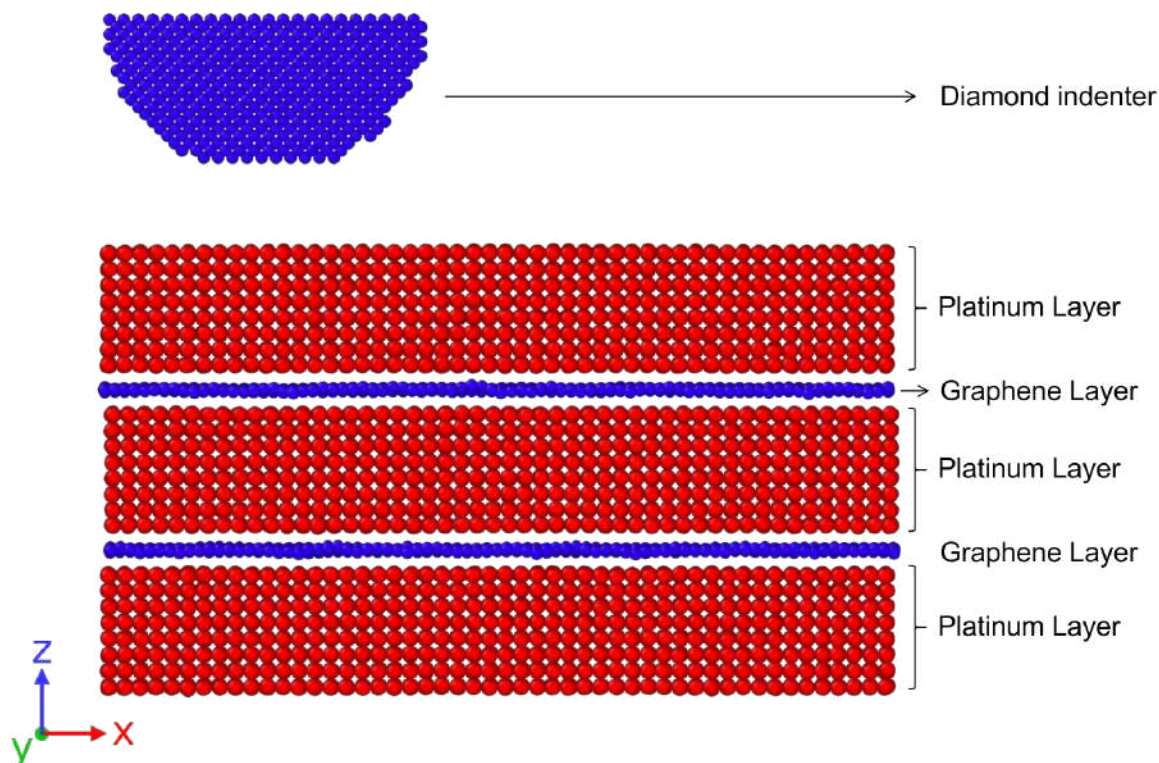 Diamond indenter
Platinum Layer
Graphene Layer
Platinum Layer
Graphene Layer
Platinum Layer
z
y
x